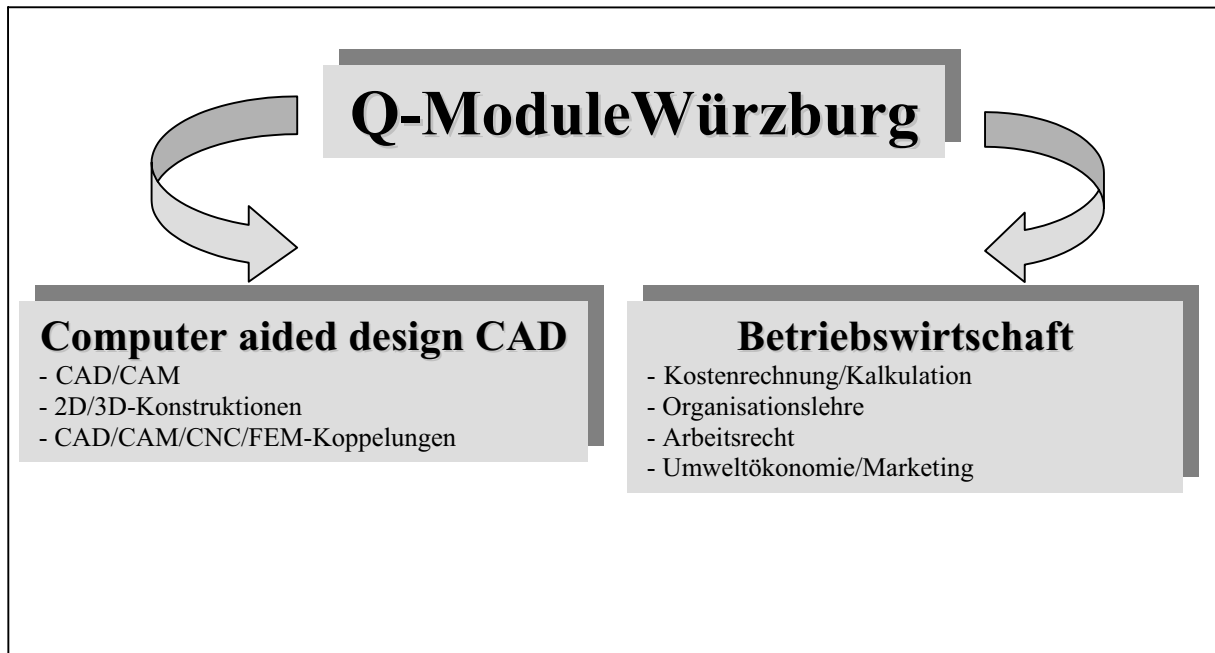 Q-ModuleWürzburg
Computer aided design CAD
- CAD/CAM
- 2D/3D-Konstruktionen
- CAD/CAM/CNC/FEM-Koppelungen
Betriebswirtschaft
- Kostenrechnung/Kalkulation
- Organisationslehre
- Arbeitsrecht
- Umweltökonomie/Marketing